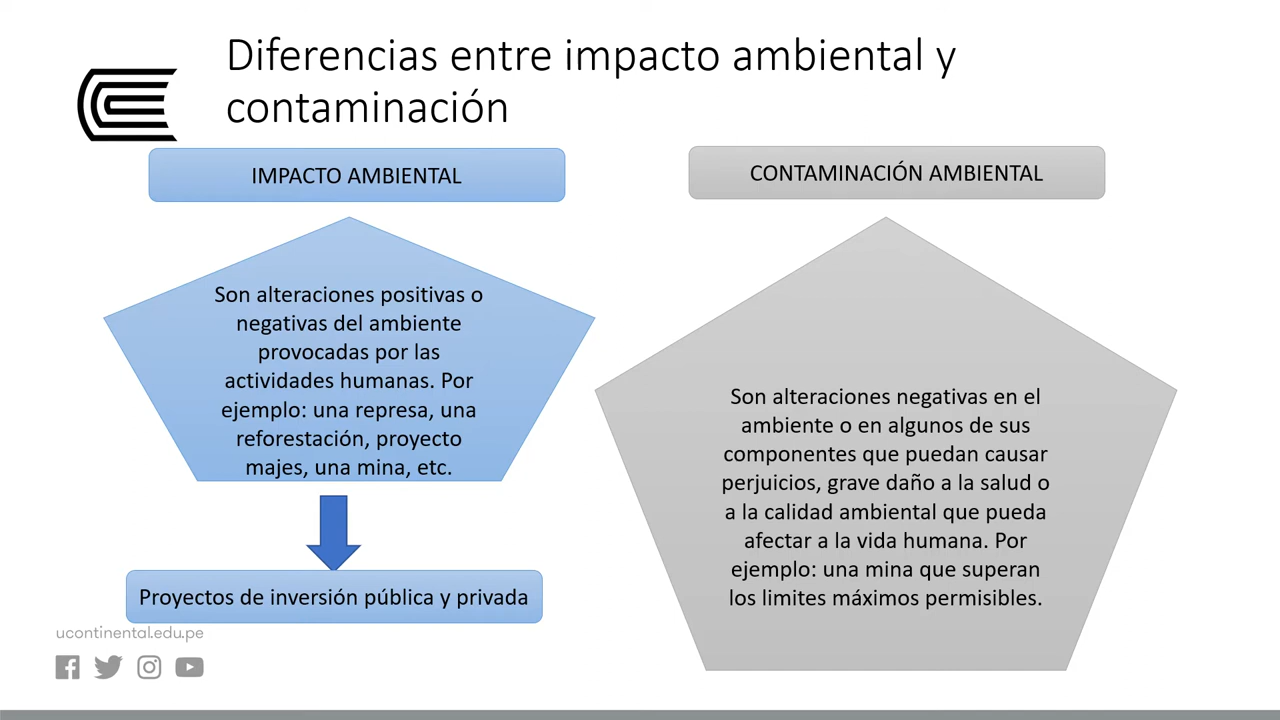 Diferencias entre impacto ambiental y
contaminación
IMPACTO AMBIENTAL
Son alteraciones positivas o
negativas del ambiente
provocadas por las
actividades humanas. Por
ejemplo: una represa, una
reforestación, proyecto
majes, una mina, etc.
Proyectos de inversión pública y privada
CONTAMINACIÓN AMBIENTAL
Son alteraciones negativas en el
ambiente o en algunos de sus
componentes que puedan causar
perjuicios, grave daño a la salud o
a la calidad ambiental que pueda
afectar a la vida humana. Por
ejemplo: una mina que superan
los limites máximos permisibles.
ucontinental.edu.pe